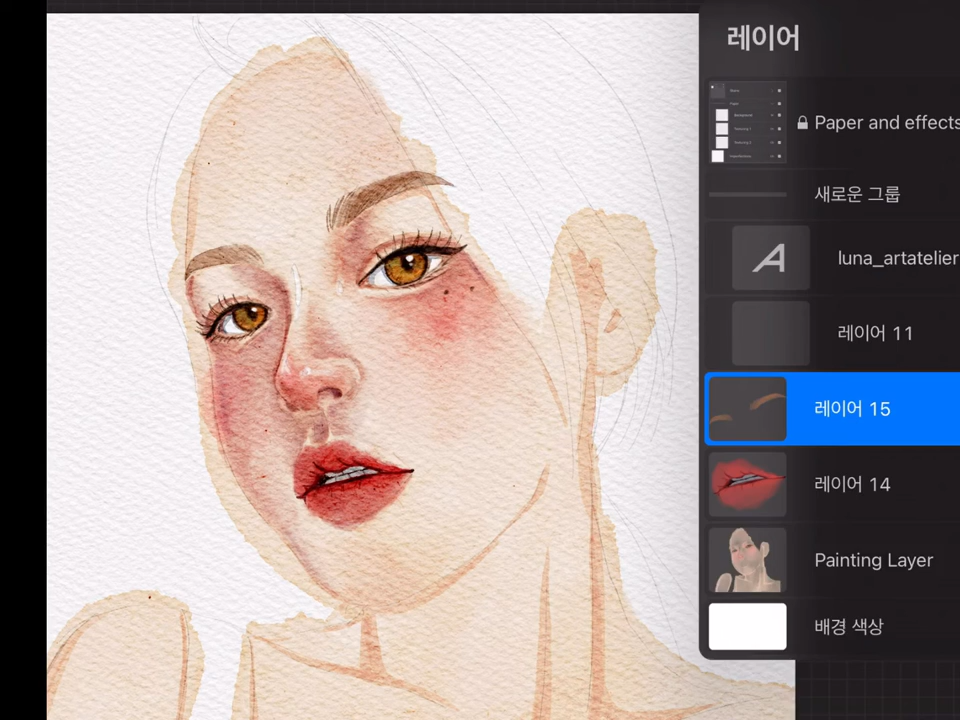 레이어
Paper and effects
새로운 그룹
luna_artatelier
레이어 11
레이어 15
레이어 14
Painting Layer
배경 색상